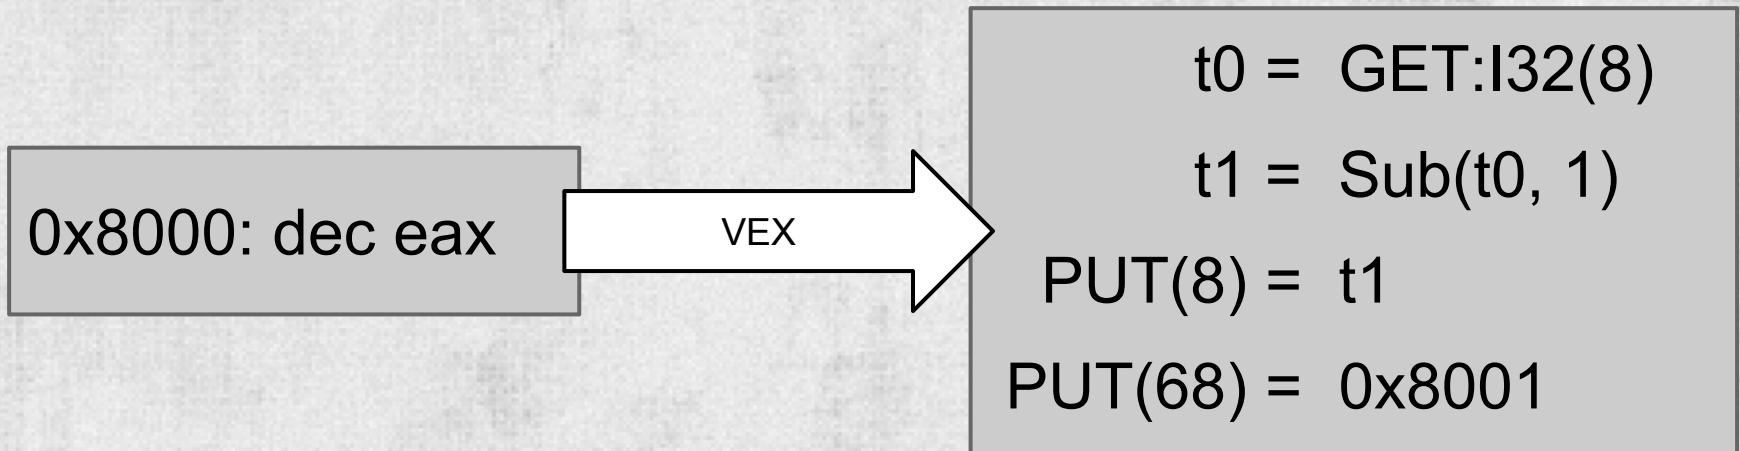 0x8000: dec eax
VEX
t0 = GET:I32(8)
t1 = Sub(t0, 1)
PUT(8) = t1
PUT(68) = 0x8001